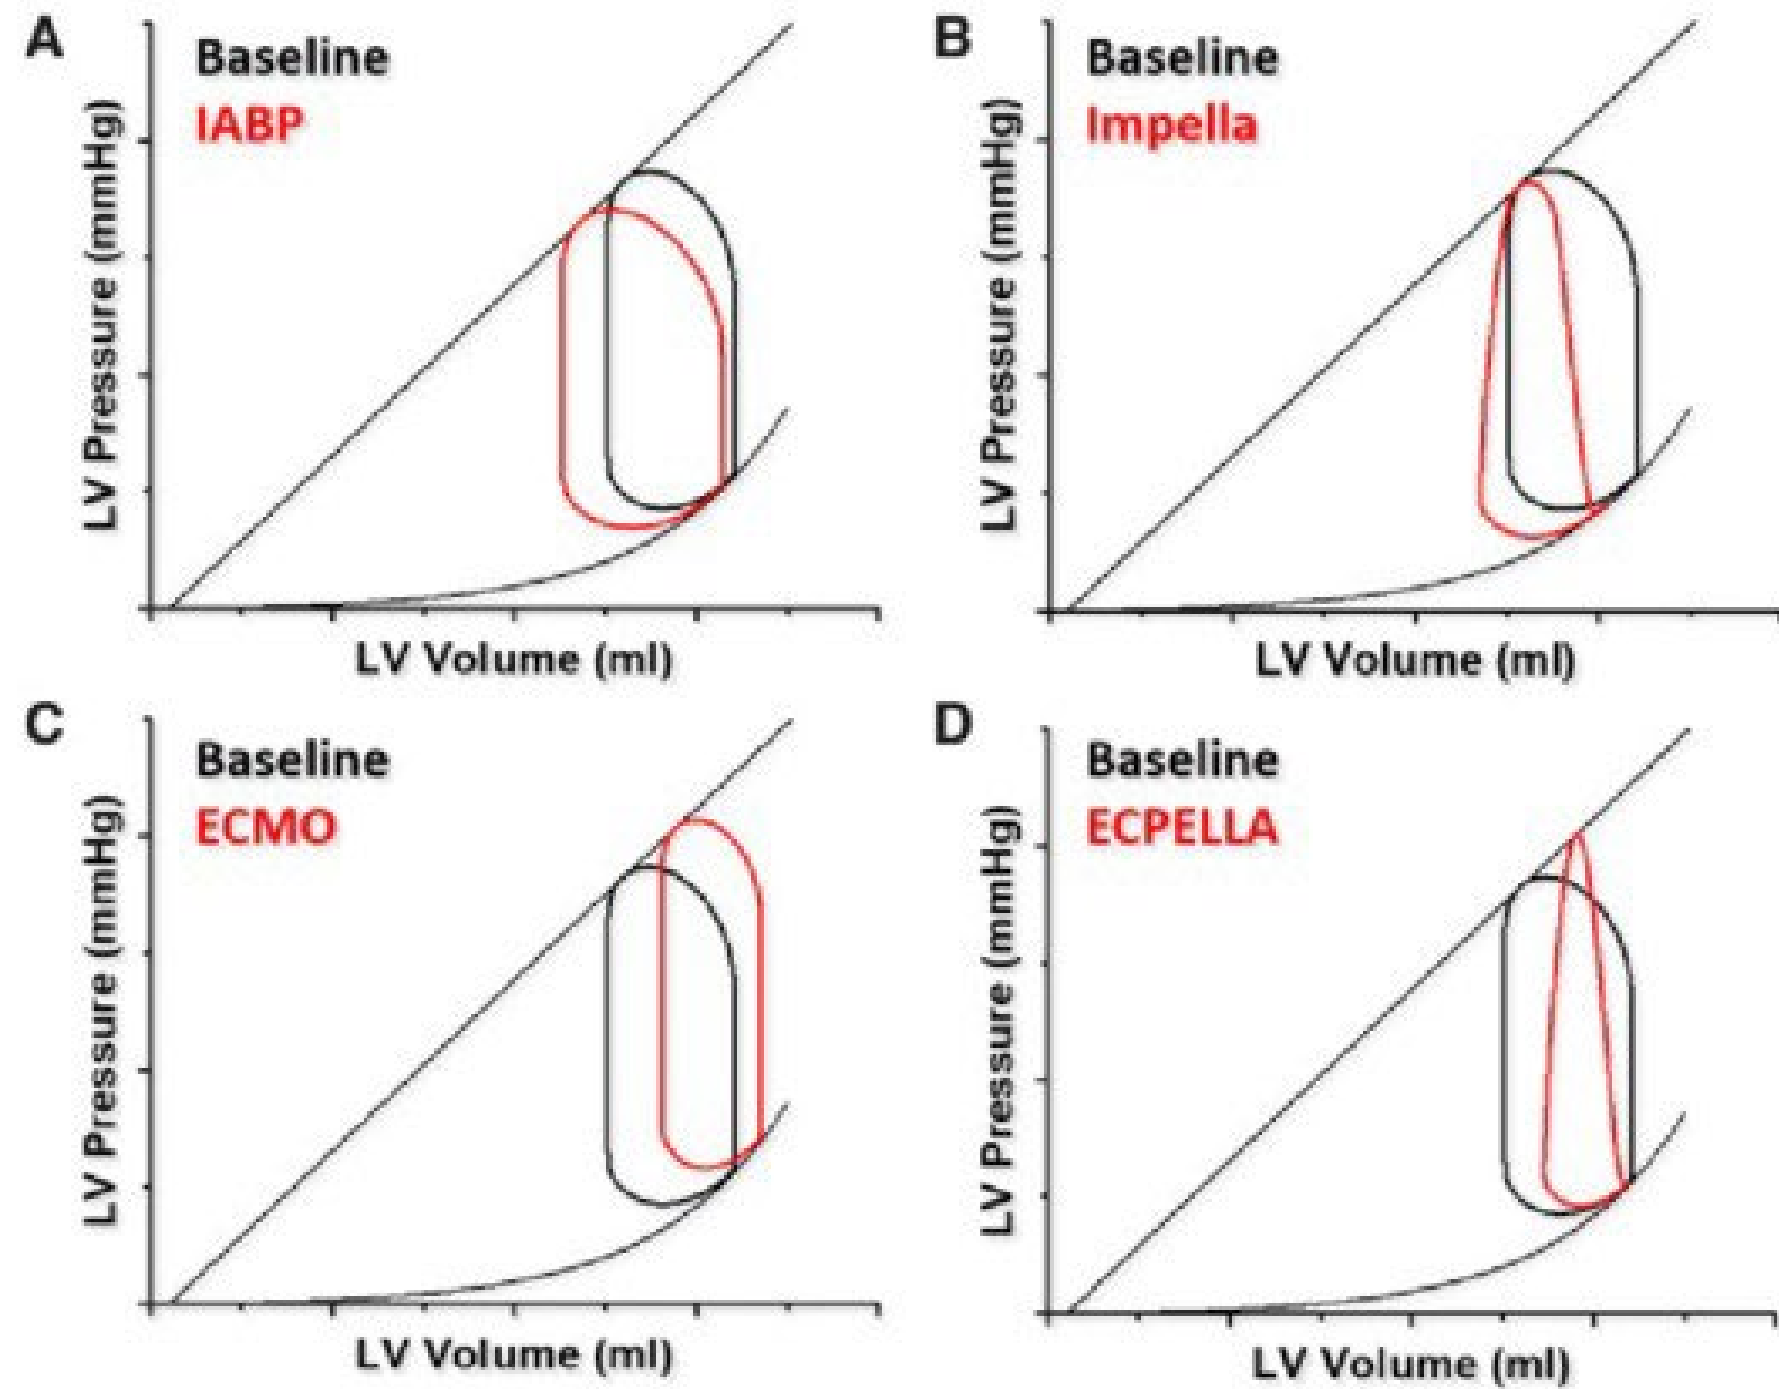 A
Baseline
IABP
LV Pressure (mmHg)
LV Volume (ml)
B
Baseline
Impella
LV Pressure (mmHg)
LV Volume (ml)
C
Baseline
ECMO
LV Pressure (mmHg)
LV Volume (ml)
D
Baseline
ECPELLA
LV Pressure (mmHg)
LV Volume (ml)